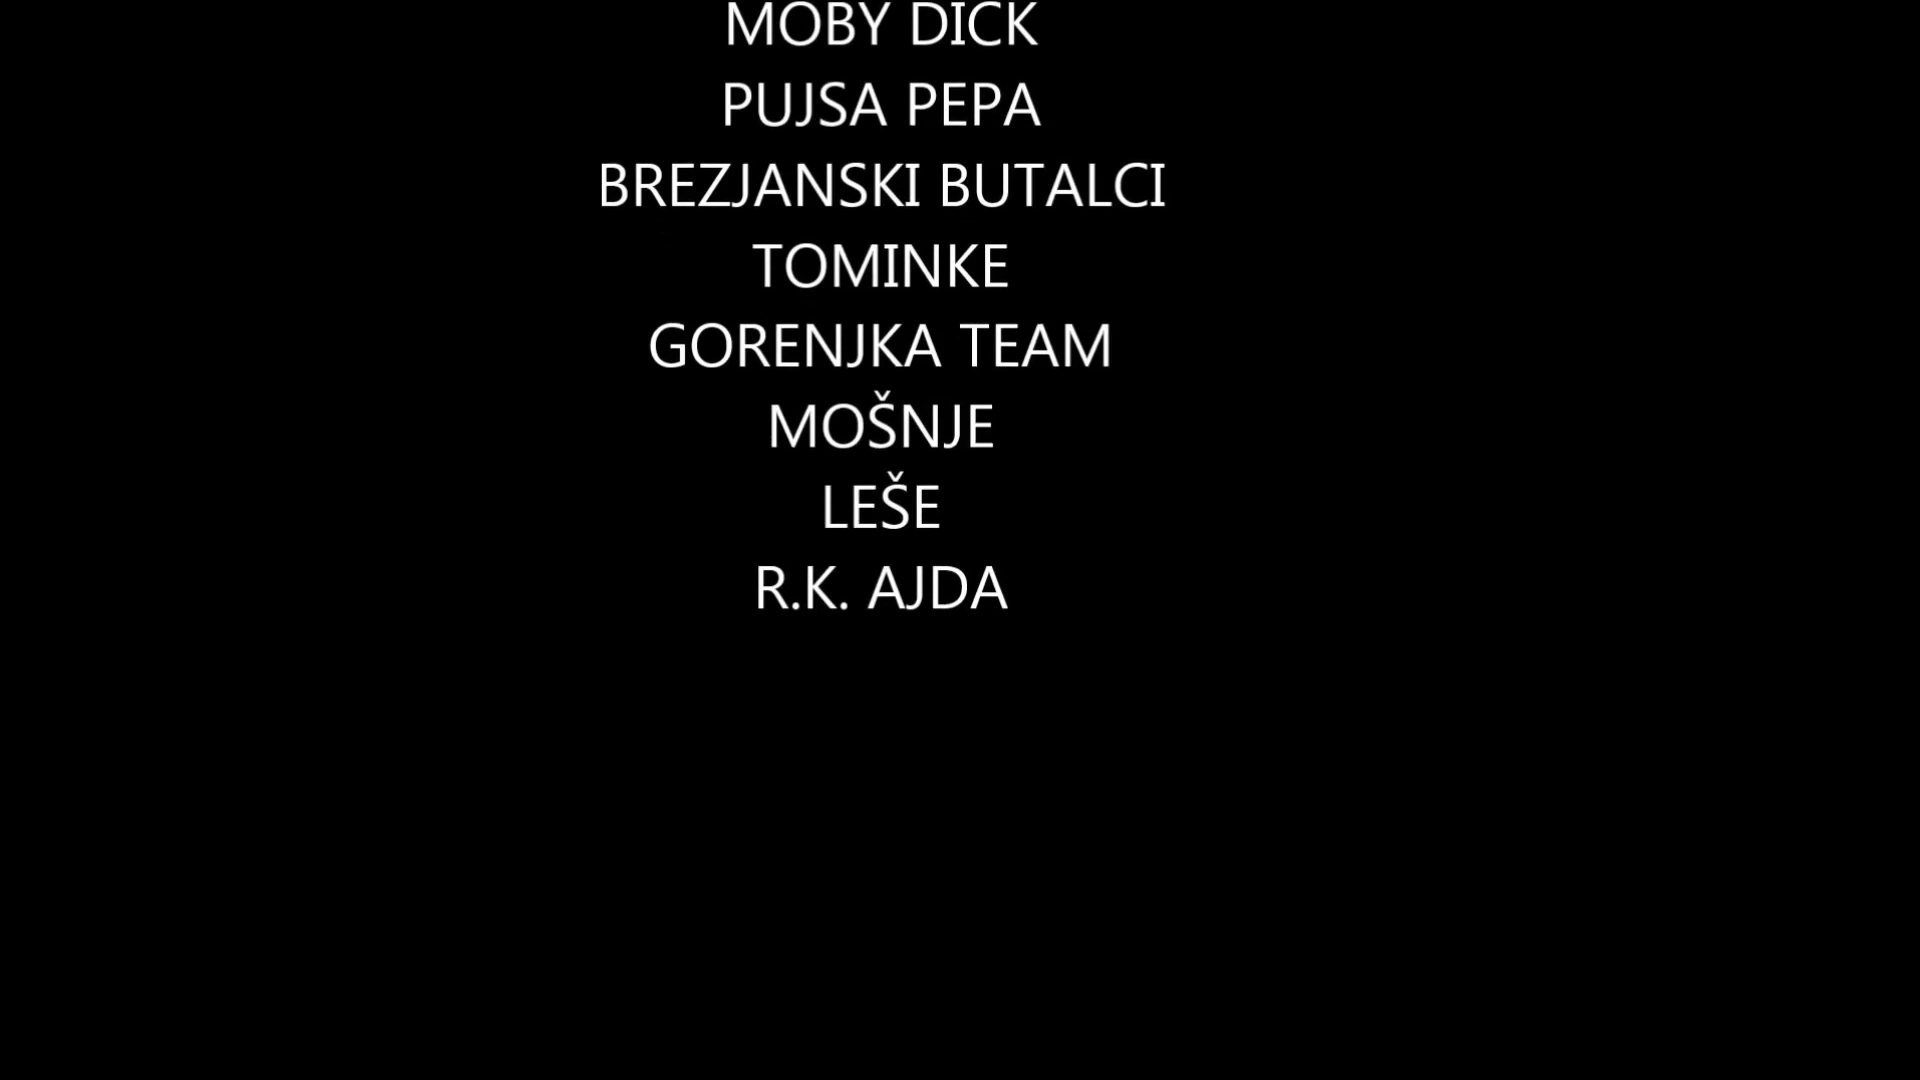 MOBY DICK
PUJSA PEPA
BREZJANSKI BUTALCI
TOMINKE
GORENJKA TEAM
MOŠNJE
LEŠE
R.K. AJDA